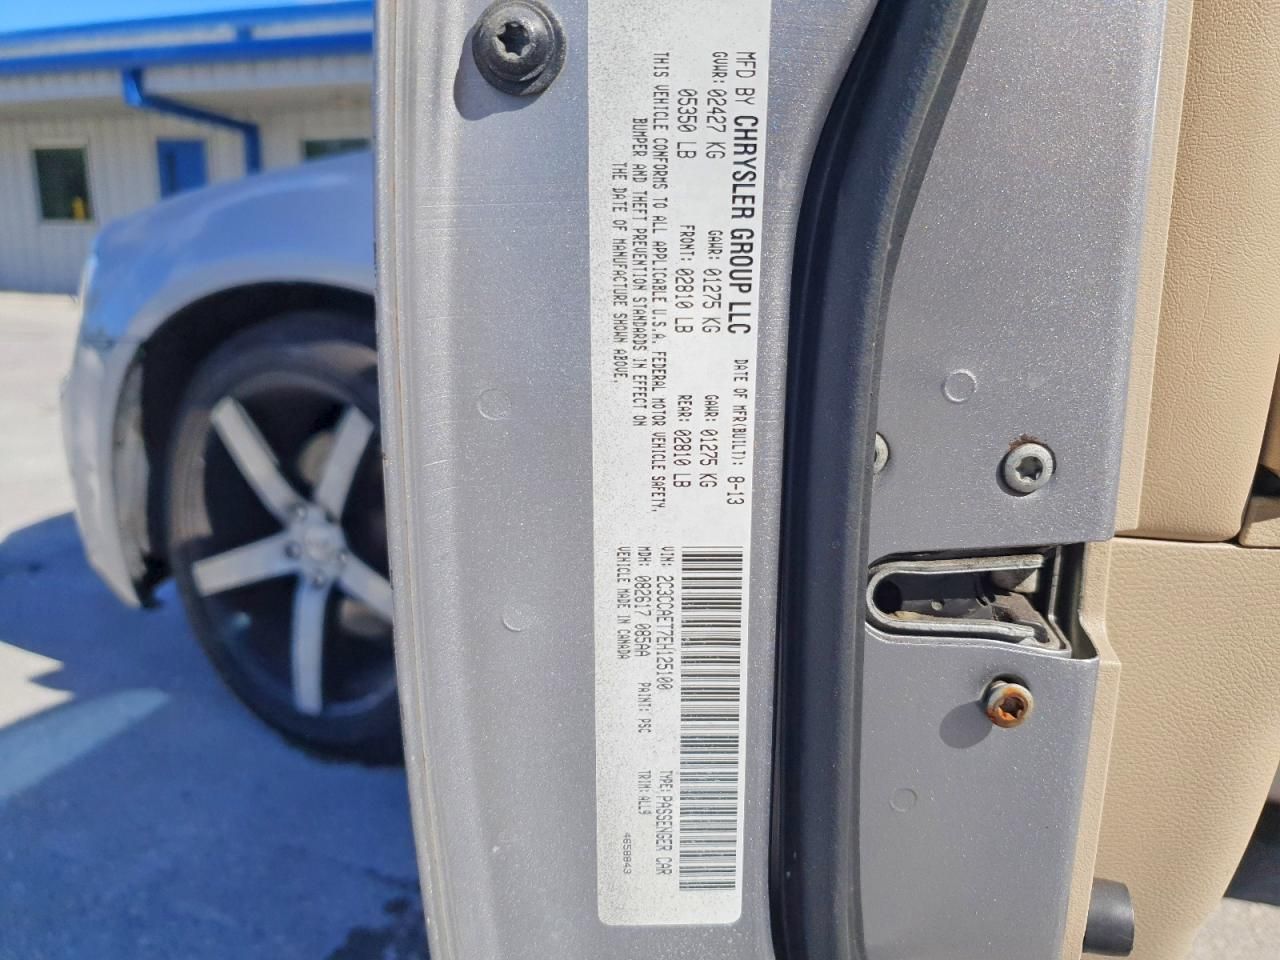 MFD BY CHRYSLER GROUP LLC DATE OF MFR(BUILT): 8-13
GVWR: 02427 KG GAWR: 01275 KG GAWR: 01275 KG
05350 LB FRONT: 02810 LB REAR: 02810 LB
THIS VEHICLE CONFORMS TO ALL APPLICABLE U.S.A. FEDERAL MOTOR VEHICLE SAFETY,
BUMPER AND THEFT PREVENTION STANDARDS IN EFFECT ON
THE DATE OF MANUFACTURE SHOWN ABOVE.
VIN: 2C3CCAET7EH125100 TYPE: PASSENGER CAR
MDH: 082617 085AA PAINT: PSC TRIM: ALL9
VEHICLE MADE IN CANADA 4658843